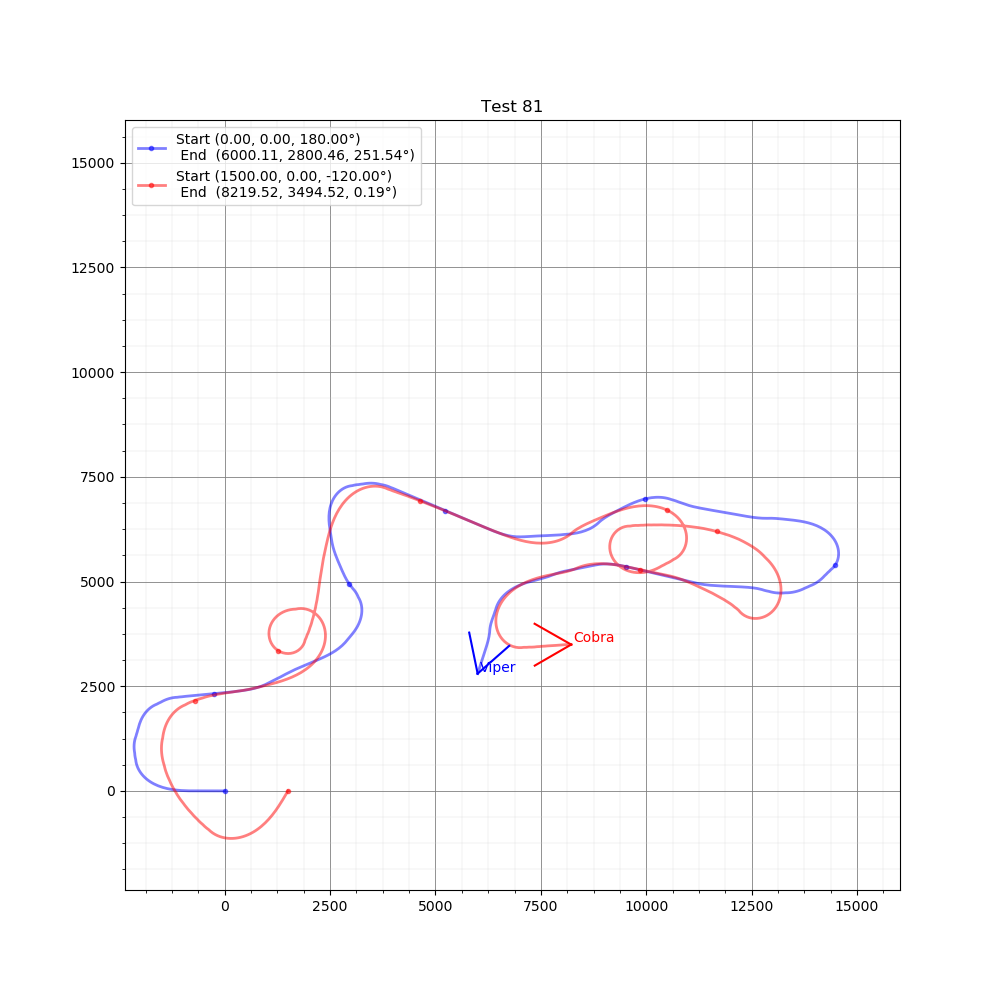 Test 81
Start (0.00, 0.00, 180.00°)
End  (6000.11, 2800.46, 251.54°)
Start (1500.00, 0.00, -120.00°)
End  (8219.52, 3494.52, 0.19°)
15000
12500
10000
7500
5000
2500
0
Cobra
Viper
0
2500
5000
7500
10000
12500
15000